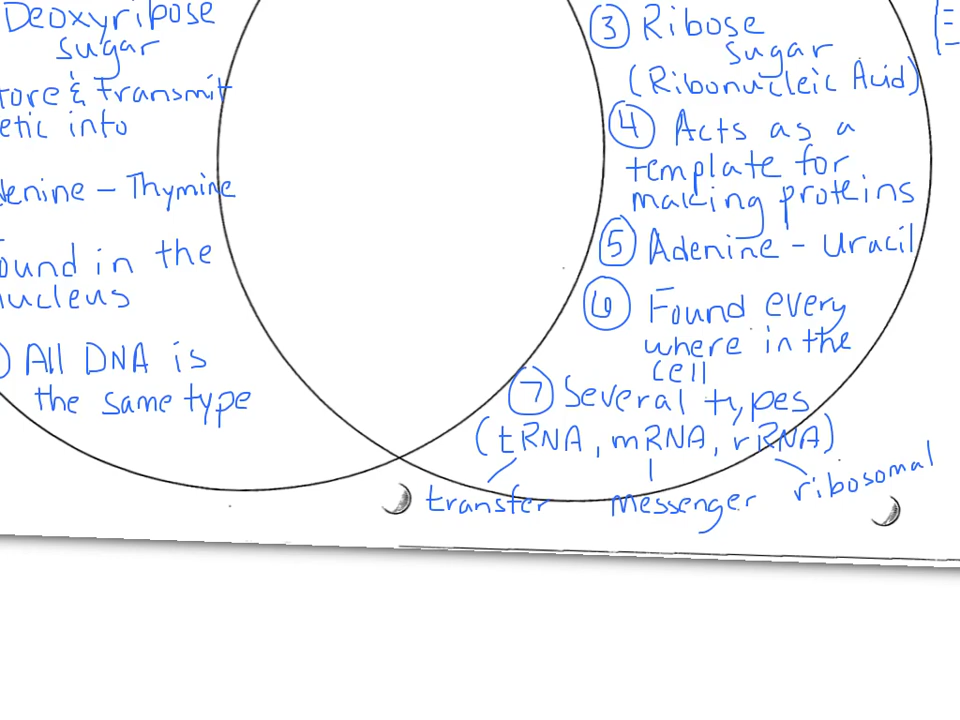 Deoxyribose
sugar
tore & Transmit
etic info
denine - Thymine
ound in the
nucleus
) All DNA is
the same type
③ Ribose
sugar
(Ribonucleic Acid)
④ Acts as a
template for
making proteins
⑤ Adenine - Uracil
⑥ Found every
where in the
cell
⑦ Several types
(tRNA, mRNA, rRNA)
transfer messenger ribosomal